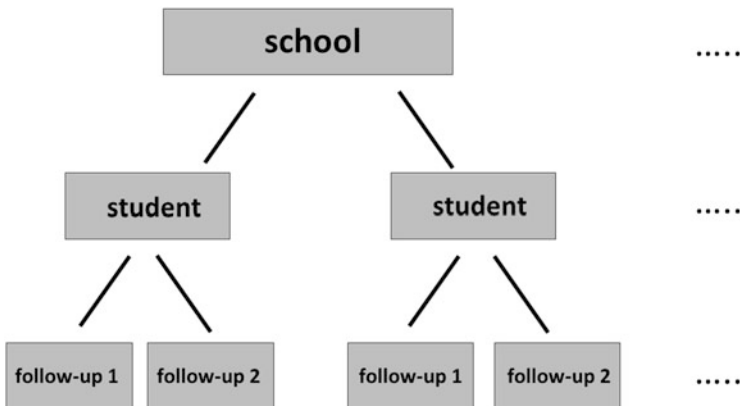 school
.....
student
student
.....
follow-up 1
follow-up 2
follow-up 1
follow-up 2
.....